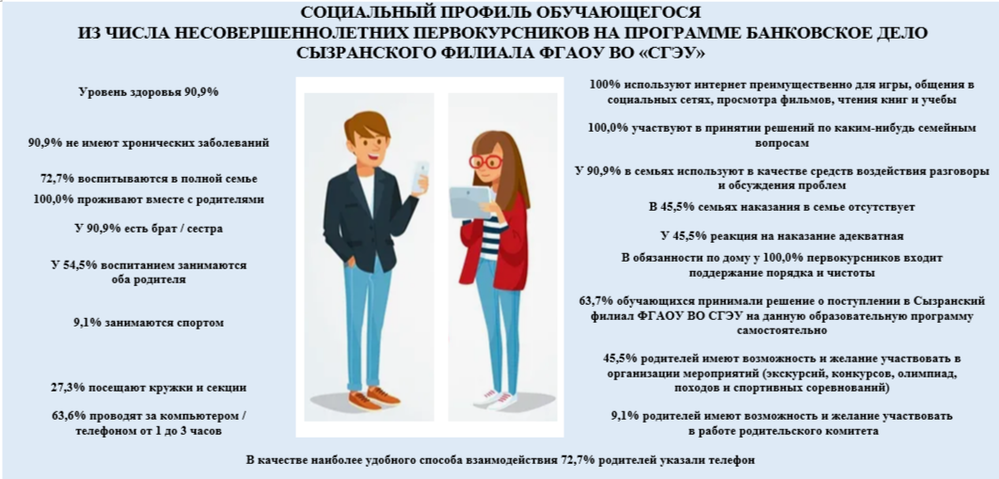 СОЦИАЛЬНЫЙ ПРОФИЛЬ ОБУЧАЮЩЕГОСЯ
ИЗ ЧИСЛА НЕСОВЕРШЕННОЛЕТНИХ ПЕРВОКУРСНИКОВ НА ПРОГРАММЕ БАНКОВСКОЕ ДЕЛО
СЫЗРАНСКОГО ФИЛИАЛА ФГАОУ ВО «СГЭУ»
Уровень здоровья 90,9%
90,9% не имеют хронических заболеваний
72,7% воспитываются в полной семье
100,0% проживают вместе с родителями
У 90,9% есть брат / сестра
У 54,5% воспитанием занимаются
оба родителя
9,1% занимаются спортом
27,3% посещают кружки и секции
63,6% проводят за компьютером /
телефоном от 1 до 3 часов
100% используют интернет преимущественно для игры, общения в
социальных сетях, просмотра фильмов, чтения книг и учебы
100,0% участвуют в принятии решений по каким-нибудь семейным
вопросам
У 90,9% в семьях используют в качестве средств воздействия разговоры
и обсуждения проблем
В 45,5% семьях наказания в семье отсутствует
У 45,5% реакция на наказание адекватная
В обязанности по дому у 100,0% первокурсников входит
поддержание порядка и чистоты
63,7% обучающихся принимали решение о поступлении в Сызранский
филиал ФГАОУ ВО СГЭУ на данную образовательную программу
самостоятельно
45,5% родителей имеют возможность и желание участвовать в
организации мероприятий (экскурсий, конкурсов, олимпиад,
походов и спортивных соревнований)
9,1% родителей имеют возможность и желание участвовать
в работе родительского комитета
В качестве наиболее удобного способа взаимодействия 72,7% родителей указали телефон